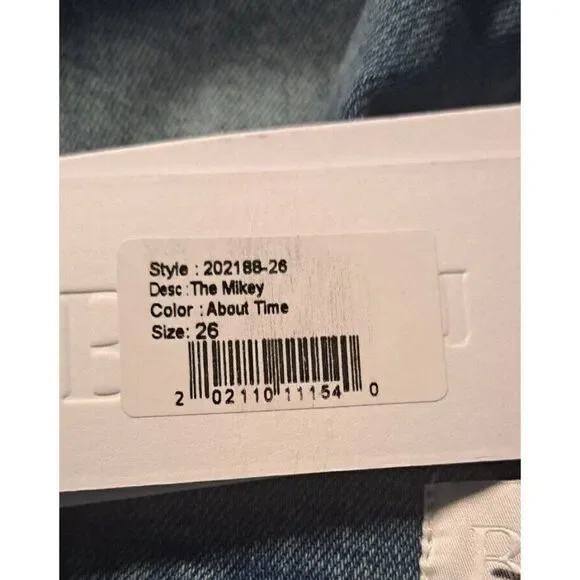 Style : 202188-26
Desc :The Mikey
Color : About Time
Size: 26
2 02110 11154 0